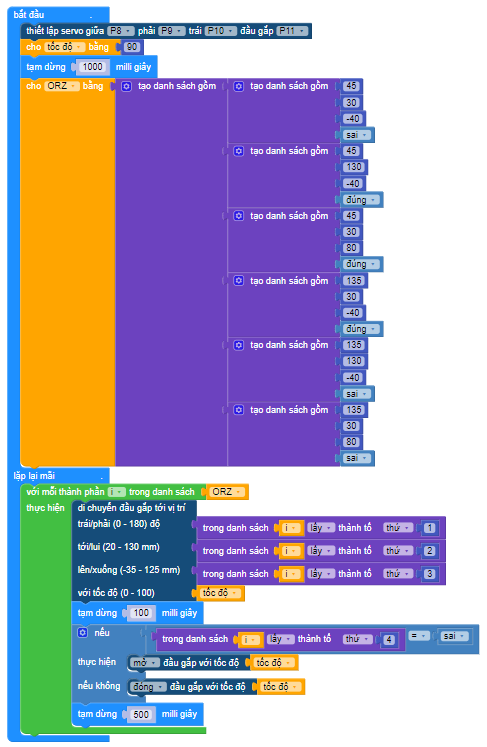 bắt đầu
thiết lập servo giữa P8 phải P9 trái P10 đầu gắp P11
cho tốc độ bằng 90
tạm dừng 1000 mili giây
cho ORZ bằng tạo danh sách gồm tạo danh sách gồm 45
30
-40
sai
tạo danh sách gồm 45
130
-40
đúng
tạo danh sách gồm 45
30
80
đúng
tạo danh sách gồm 135
30
-40
đúng
tạo danh sách gồm 135
130
-40
sai
tạo danh sách gồm 135
30
80
sai
lặp lại mãi
với mỗi thành phần i trong danh sách ORZ
thực hiện di chuyển đầu gắp tới vị trí
trái/phải (0 - 180) độ trong danh sách i lấy thành tố thứ 1
tới/lui (20 - 130 mm) trong danh sách i lấy thành tố thứ 2
lên/xuống (-35 - 125 mm) trong danh sách i lấy thành tố thứ 3
với tốc độ (0 - 100) tốc độ
tạm dừng 100 mili giây
nếu trong danh sách i lấy thành tố thứ 4 = sai
thực hiện mở đầu gắp với tốc độ tốc độ
nếu không đóng đầu gắp với tốc độ tốc độ
tạm dừng 500 mili giây